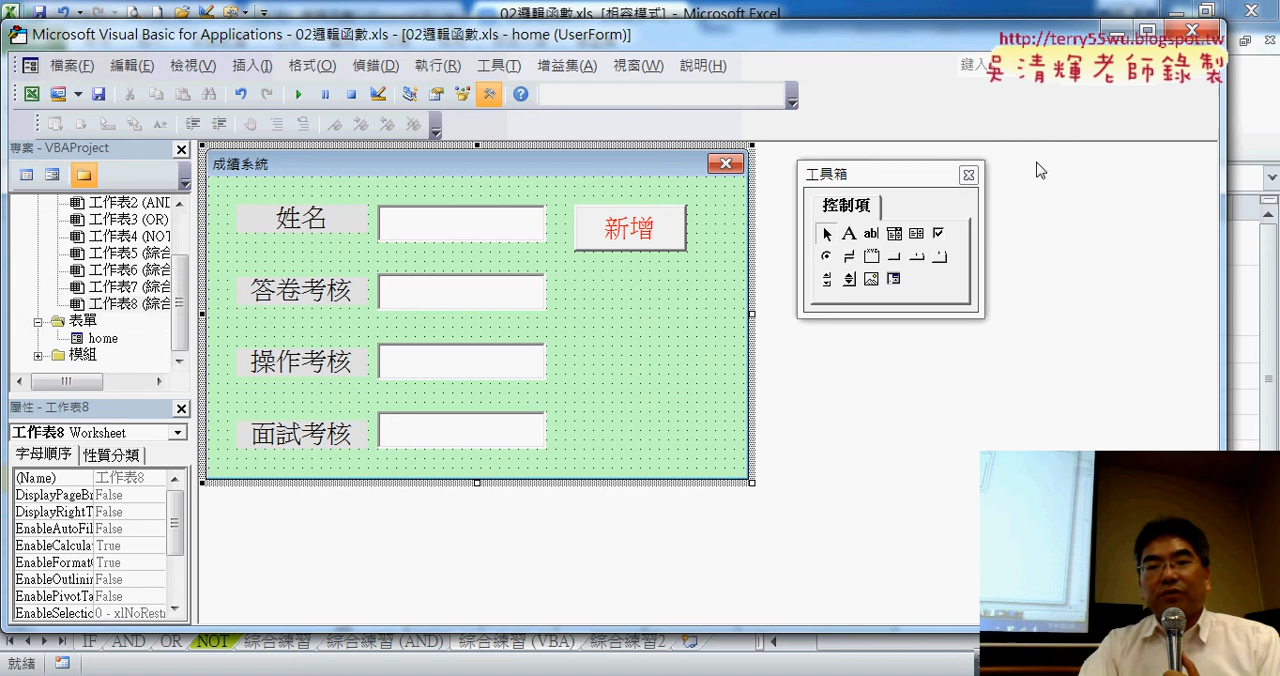 02邏輯函數.xls [相容模式] - Microsoft Excel
Microsoft Visual Basic for Applications - 02邏輯函數.xls - [02邏輯函數.xls - home (UserForm)]
http://terry55wu.blogspot.tw
吳清輝老師錄製
檔案(F) 編輯(E) 檢視(V) 插入(I) 格式(O) 偵錯(D) 執行(R) 工具(T) 增益集(A) 視窗(W) 說明(H)
鍵入
專案 - VBAProject
工作表2 (AND
工作表3 (OR)
工作表4 (NOT
工作表5 (綜合
工作表6 (綜合
工作表7 (綜合
工作表8 (綜合
表單
home
模組
屬性 - 工作表8
工作表8 Worksheet
字母順序 性質分類
(Name) 工作表8
DisplayPageBr False
DisplayRightT False
EnableAutoFil False
EnableCalcula True
EnableFormat True
EnableOutlinin False
EnablePivotTa False
EnableSelectio 0 - xlNoRestr
成績系統
姓名
新增
答卷考核
操作考核
面試考核
工具箱
控制項
A ab|
IF AND OR NOT 綜合練習 綜合練習 (AND) 綜合練習 (VBA) 綜合練習2
就緒